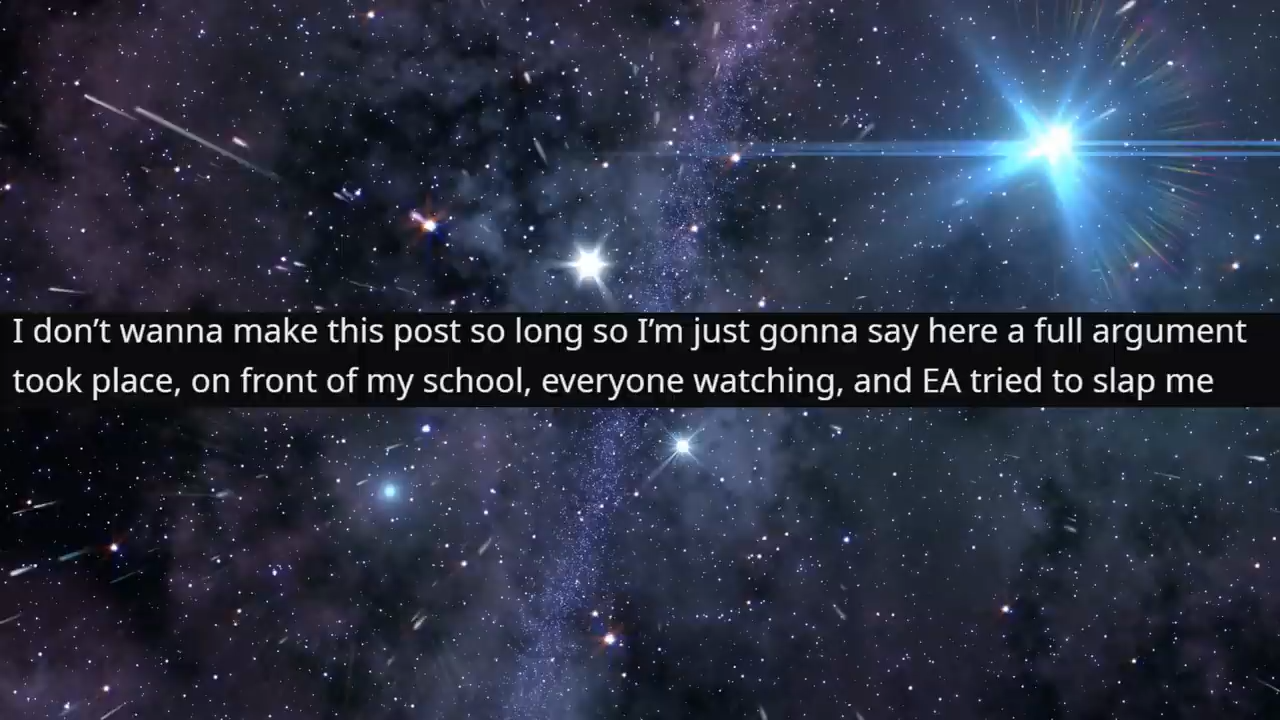 I don’t wanna make this post so long so I’m just gonna say here a full argument
took place, on front of my school, everyone watching, and EA tried to slap me